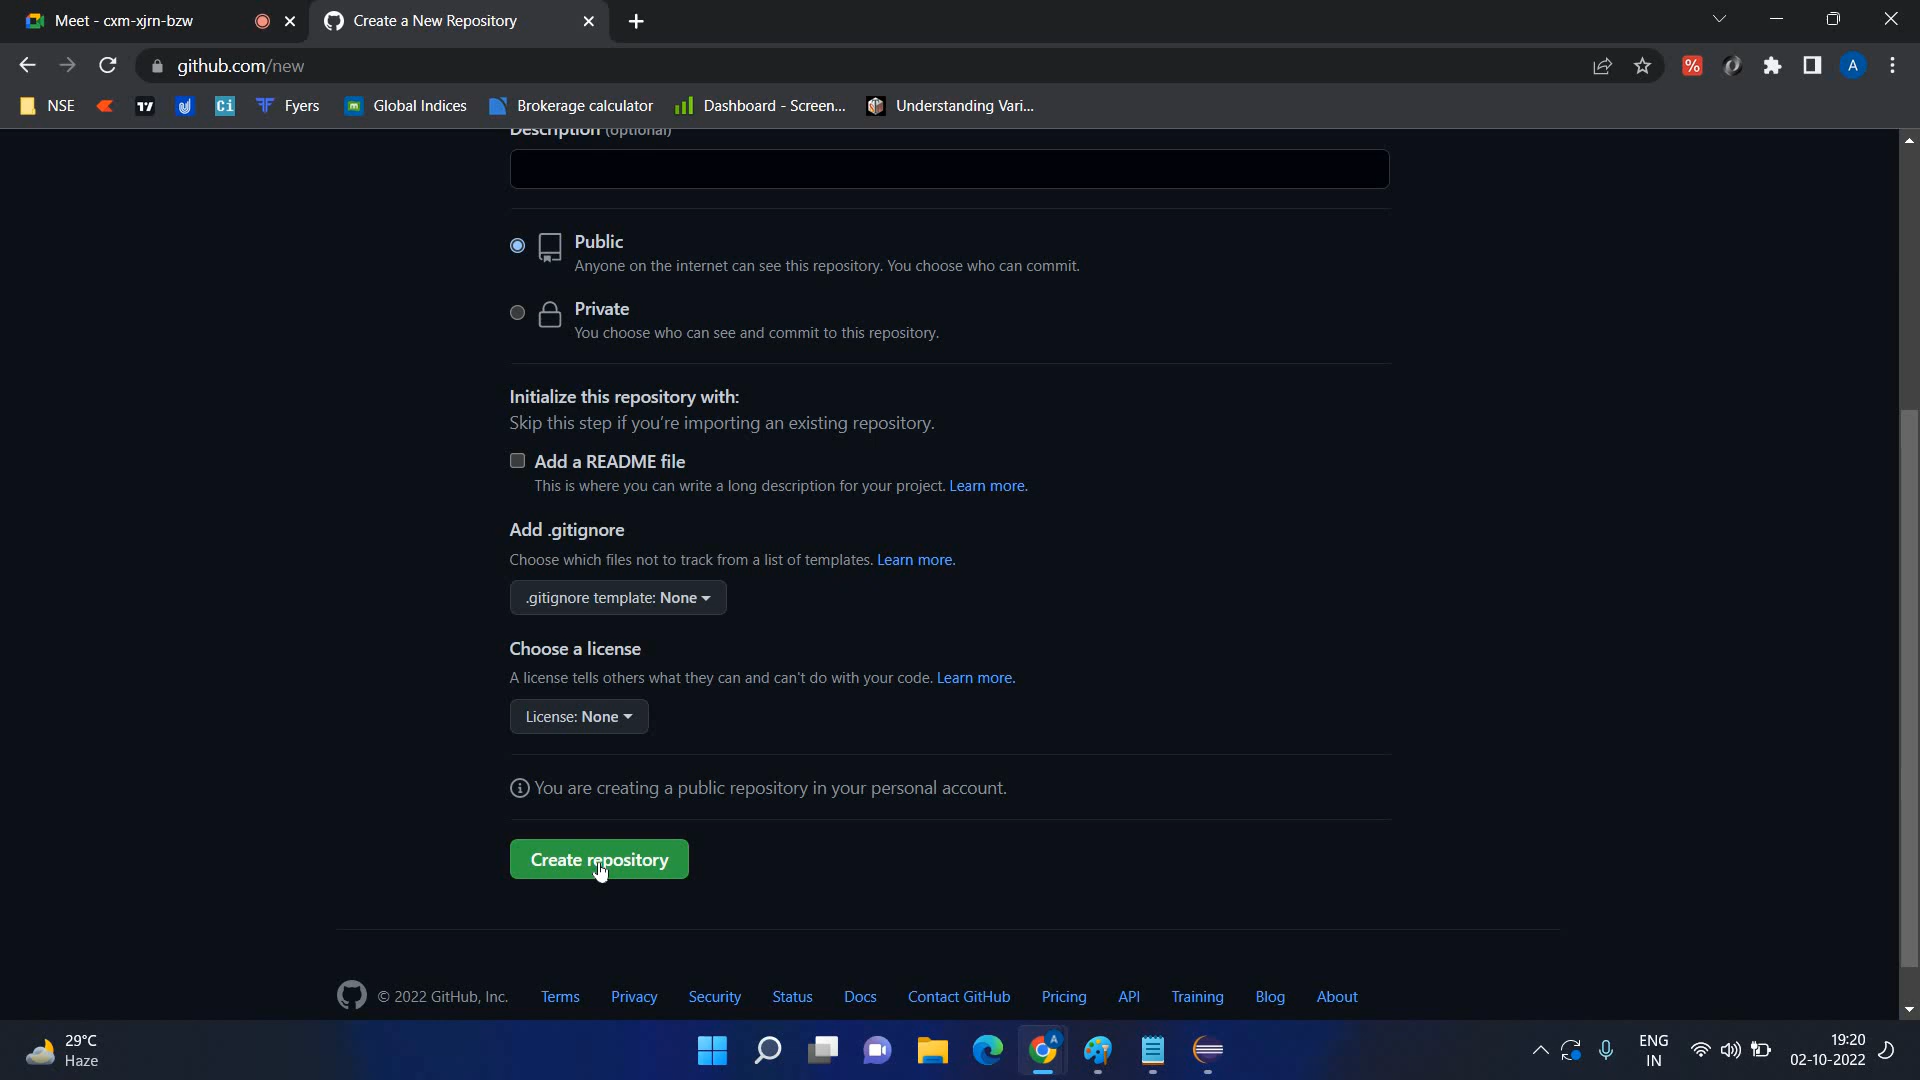 Meet - cxm-xjrn-bzw
Create a New Repository
github.com/new
%
A
NSE
Ci
Fyers
Global Indices
Brokerage calculator
Dashboard - Screen...
Understanding Vari...
Description (optional)
Public
Anyone on the internet can see this repository. You choose who can commit.
Private
You choose who can see and commit to this repository.
Initialize this repository with:
Skip this step if you're importing an existing repository.
Add a README file
This is where you can write a long description for your project. Learn more.
Add .gitignore
Choose which files not to track from a list of templates. Learn more.
.gitignore template: None
Choose a license
A license tells others what they can and can't do with your code. Learn more.
License: None
You are creating a public repository in your personal account.
Create repository
© 2022 GitHub, Inc. Terms Privacy Security Status Docs Contact GitHub Pricing API Training Blog About
29°C
Haze
A
ENG
IN
19:20
02-10-2022